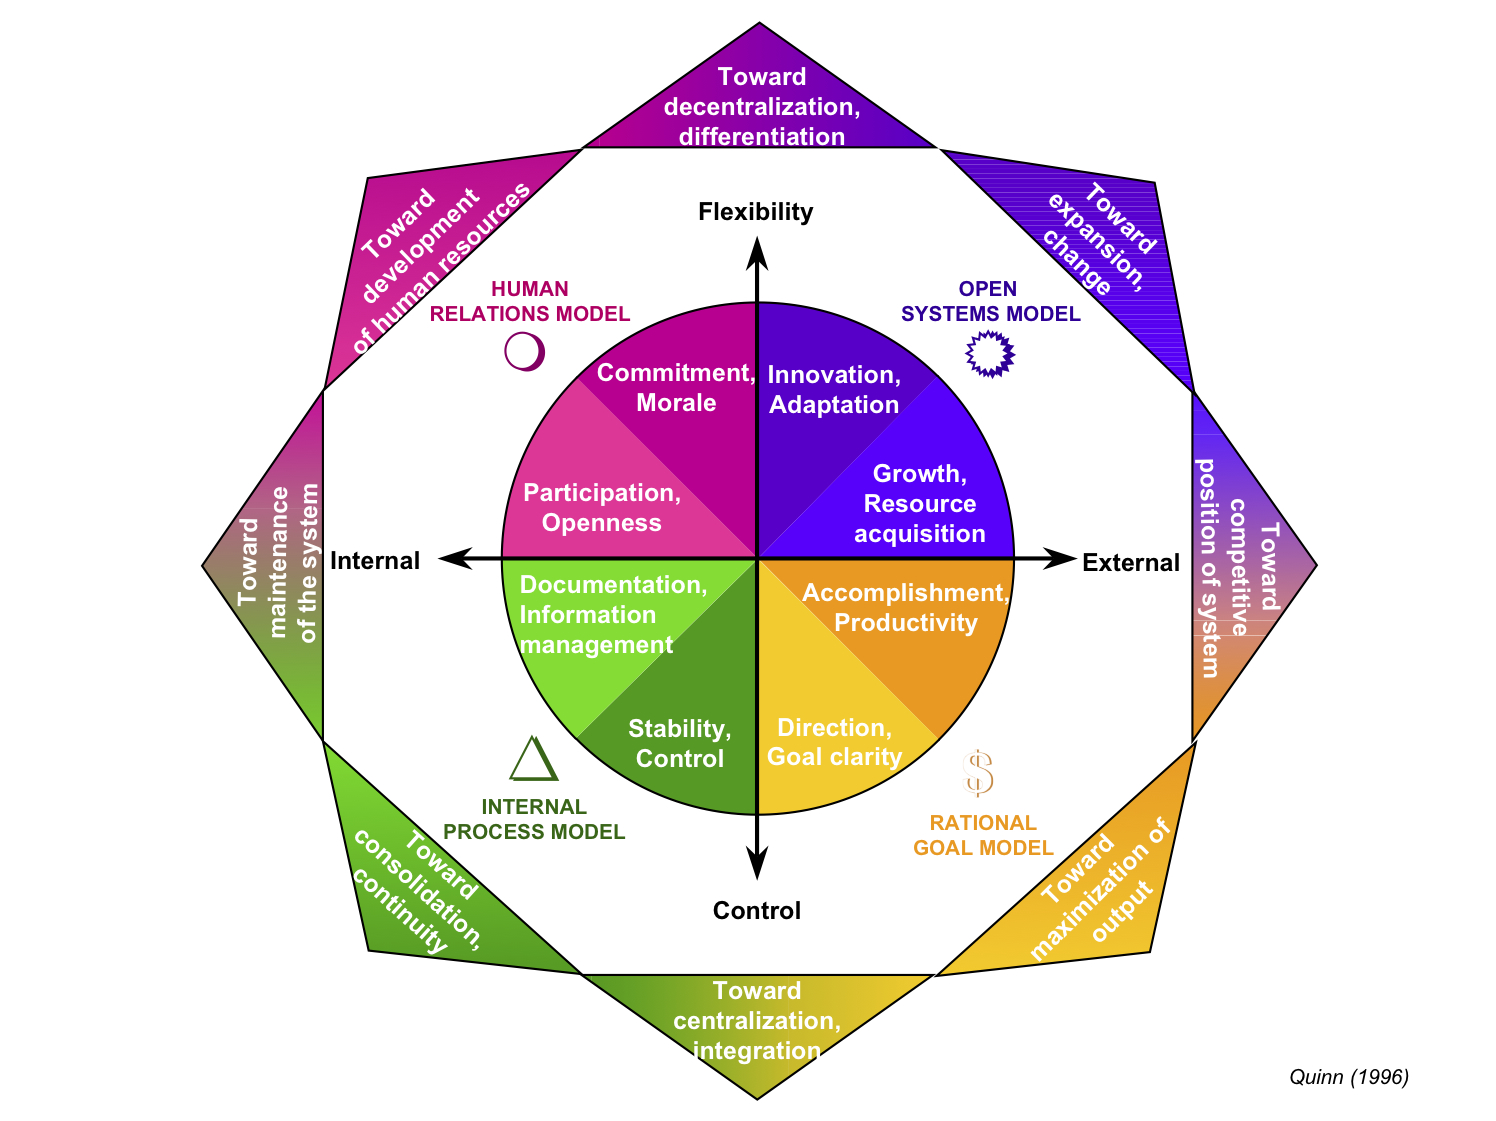 Toward
decentralization,
differentiation
Toward
development
of human resources
Toward
expansion,
change
Flexibility
HUMAN
RELATIONS MODEL
OPEN
SYSTEMS MODEL
Commitment,
Morale
Innovation,
Adaptation
Participation,
Openness
Growth,
Resource
acquisition
Toward
maintenance
of the system
Internal
External
Toward
competitive
position of system
Documentation,
Information
management
Accomplishment,
Productivity
Stability,
Control
Direction,
Goal clarity
$
INTERNAL
PROCESS MODEL
RATIONAL
GOAL MODEL
Toward
consolidation,
continuity
Toward
maximization of
output
Control
Toward
centralization,
integration
Quinn (1996)